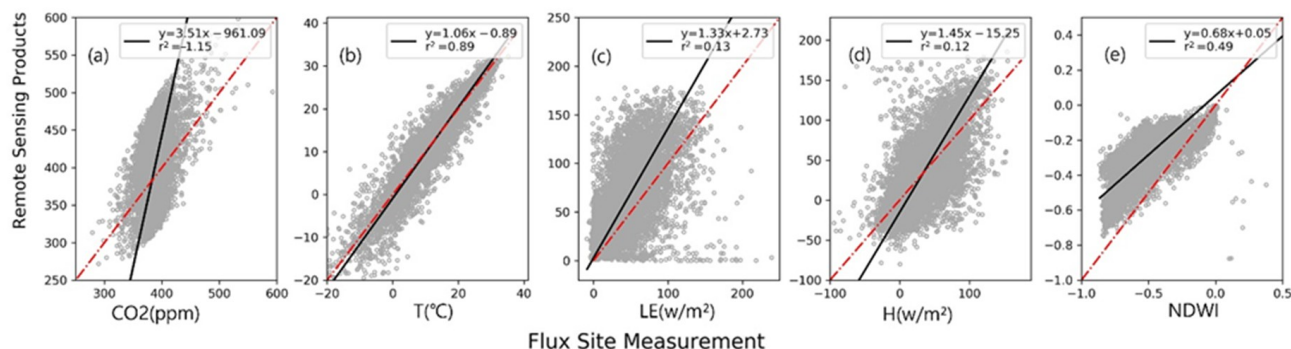 Remote Sensing Products
(a)
y=3.51x − 961.09
r²=−1.15
600
550
500
450
400
350
300
250
300
400
500
600
CO2(ppm)
(b)
y=1.06x − 0.89
r²=0.89
40
30
20
10
0
−10
−20
−20
0
20
40
T(°C)
(c)
y=1.33x+2.73
r²=0.13
250
200
150
100
50
0
0
100
200
LE(w/m²)
(d)
y=1.45x − 15.25
r²=0.12
200
150
100
50
0
−50
−100
−100
0
100
H(w/m²)
(e)
y=0.68x+0.05
r²=0.49
0.4
0.2
0.0
−0.2
−0.4
−0.6
−0.8
−1.0
−1.0
−0.5
0.0
0.5
NDWI
Flux Site Measurement